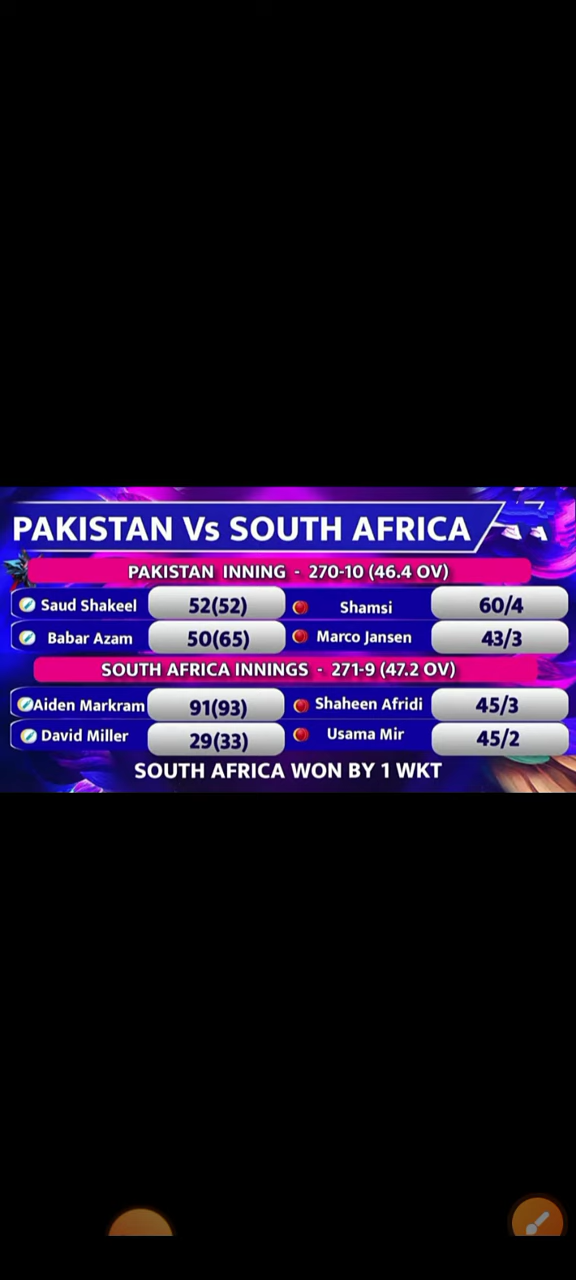 PAKISTAN Vs SOUTH AFRICA
PAKISTAN INNING - 270-10 (46.4 OV)
Saud Shakeel 52(52) Shamsi 60/4
Babar Azam 50(65) Marco Jansen 43/3
SOUTH AFRICA INNINGS - 271-9 (47.2 OV)
Aiden Markram 91(93) Shaheen Afridi 45/3
David Miller 29(33) Usama Mir 45/2
SOUTH AFRICA WON BY 1 WKT